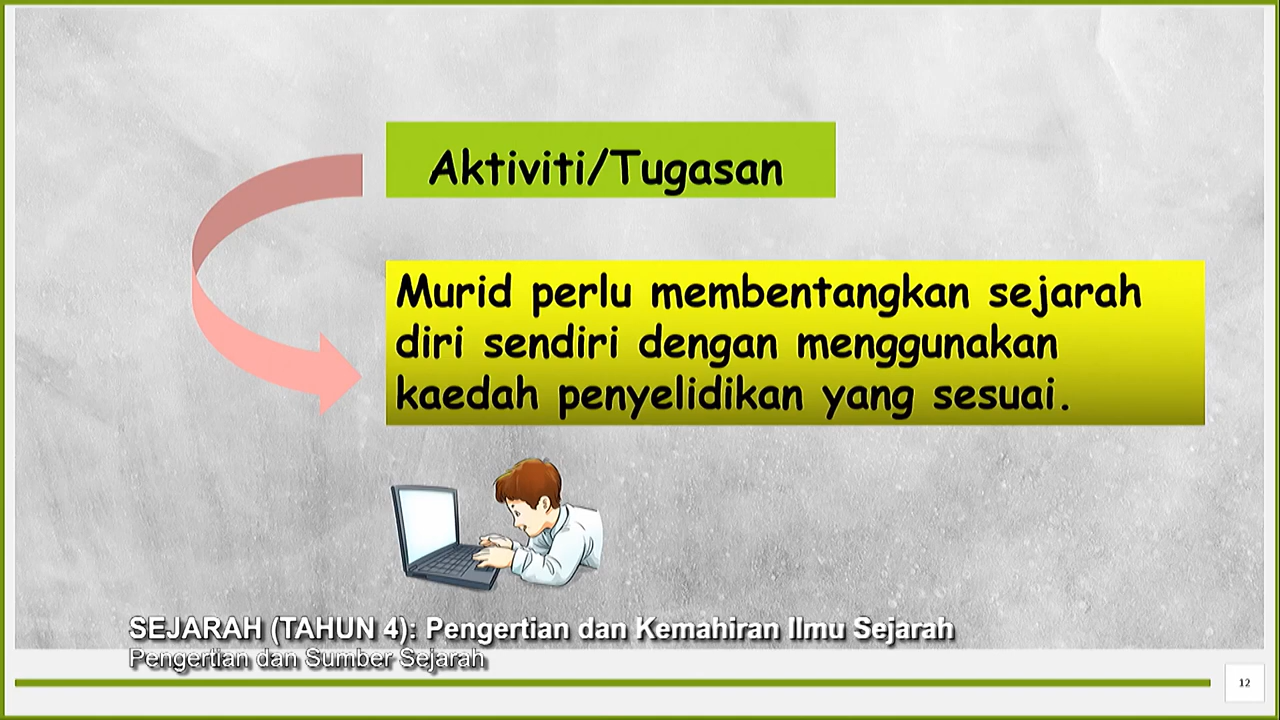 Aktiviti/Tugasan
Murid perlu membentangkan sejarah
diri sendiri dengan menggunakan
kaedah penyelidikan yang sesuai.
SEJARAH (TAHUN 4): Pengertian dan Kemahiran Ilmu Sejarah
Pengertian dan Sumber Sejarah
12